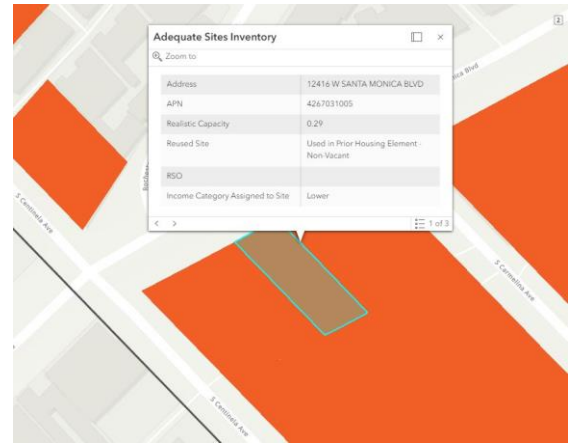 Adequate Sites Inventory
Zoom to
Address 12416 W SANTA MONICA BLVD
APN 4267031005
Realistic Capacity 0.29
Reused Site Used in Prior Housing Element -
Non-Vacant
RSO
Income Category Assigned to Site Lower
1 of 3
2
S Centinela Ave
S Carmelina Ave
S Centinela Ave